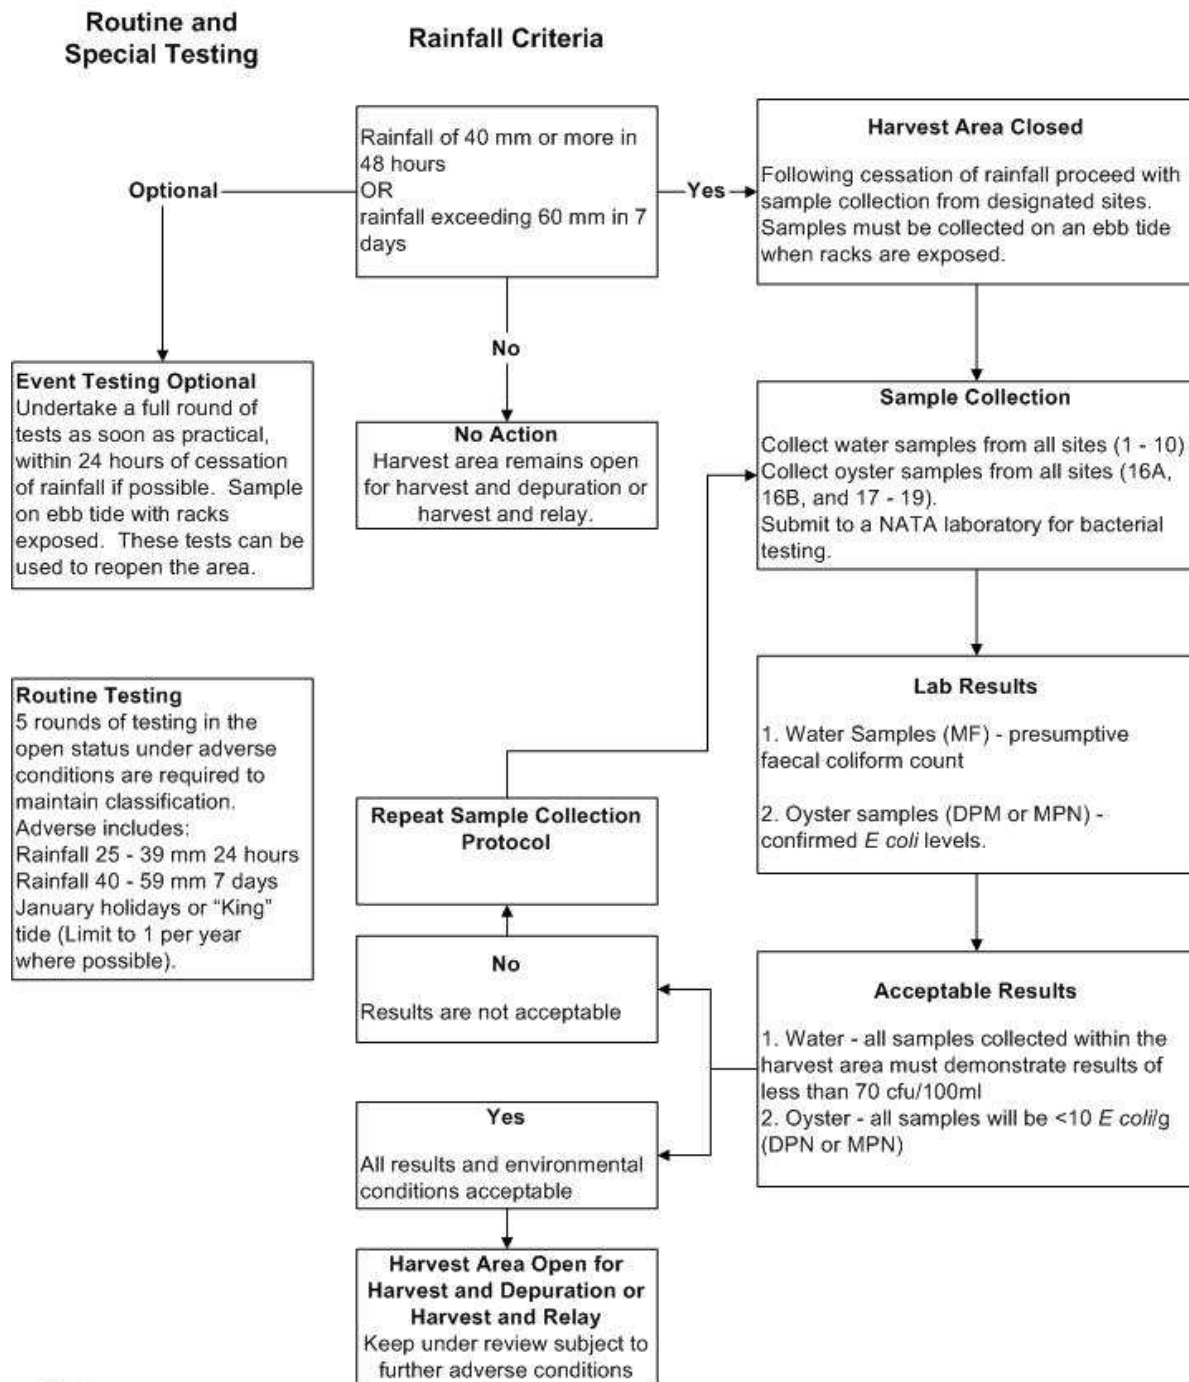 Routine and
Special Testing
Rainfall Criteria
Rainfall of 40 mm or more in
48 hours
OR
rainfall exceeding 60 mm in 7
days
Optional
Yes
No
Harvest Area Closed
Following cessation of rainfall proceed with
sample collection from designated sites.
Samples must be collected on an ebb tide
when racks are exposed.
Event Testing Optional
Undertake a full round of
tests as soon as practical,
within 24 hours of cessation
of rainfall if possible. Sample
on ebb tide with racks
exposed. These tests can be
used to reopen the area.
No Action
Harvest area remains open
for harvest and depuration or
harvest and relay.
Sample Collection
Collect water samples from all sites (1 - 10)
Collect oyster samples from all sites (16A,
16B, and 17 - 19).
Submit to a NATA laboratory for bacterial
testing.
Routine Testing
5 rounds of testing in the
open status under adverse
conditions are required to
maintain classification.
Adverse includes:
Rainfall 25 - 39 mm 24 hours
Rainfall 40 - 59 mm 7 days
January holidays or “King”
tide (Limit to 1 per year
where possible).
Lab Results
1. Water Samples (MF) - presumptive
faecal coliform count
2. Oyster samples (DPM or MPN) -
confirmed E coli levels.
Repeat Sample Collection
Protocol
No
Results are not acceptable
Acceptable Results
1. Water - all samples collected within the
harvest area must demonstrate results of
less than 70 cfu/100ml
2. Oyster - all samples will be <10 E coli/g
(DPN or MPN)
Yes
All results and environmental
conditions acceptable
Harvest Area Open for
Harvest and Depuration or
Harvest and Relay
Keep under review subject to
further adverse conditions